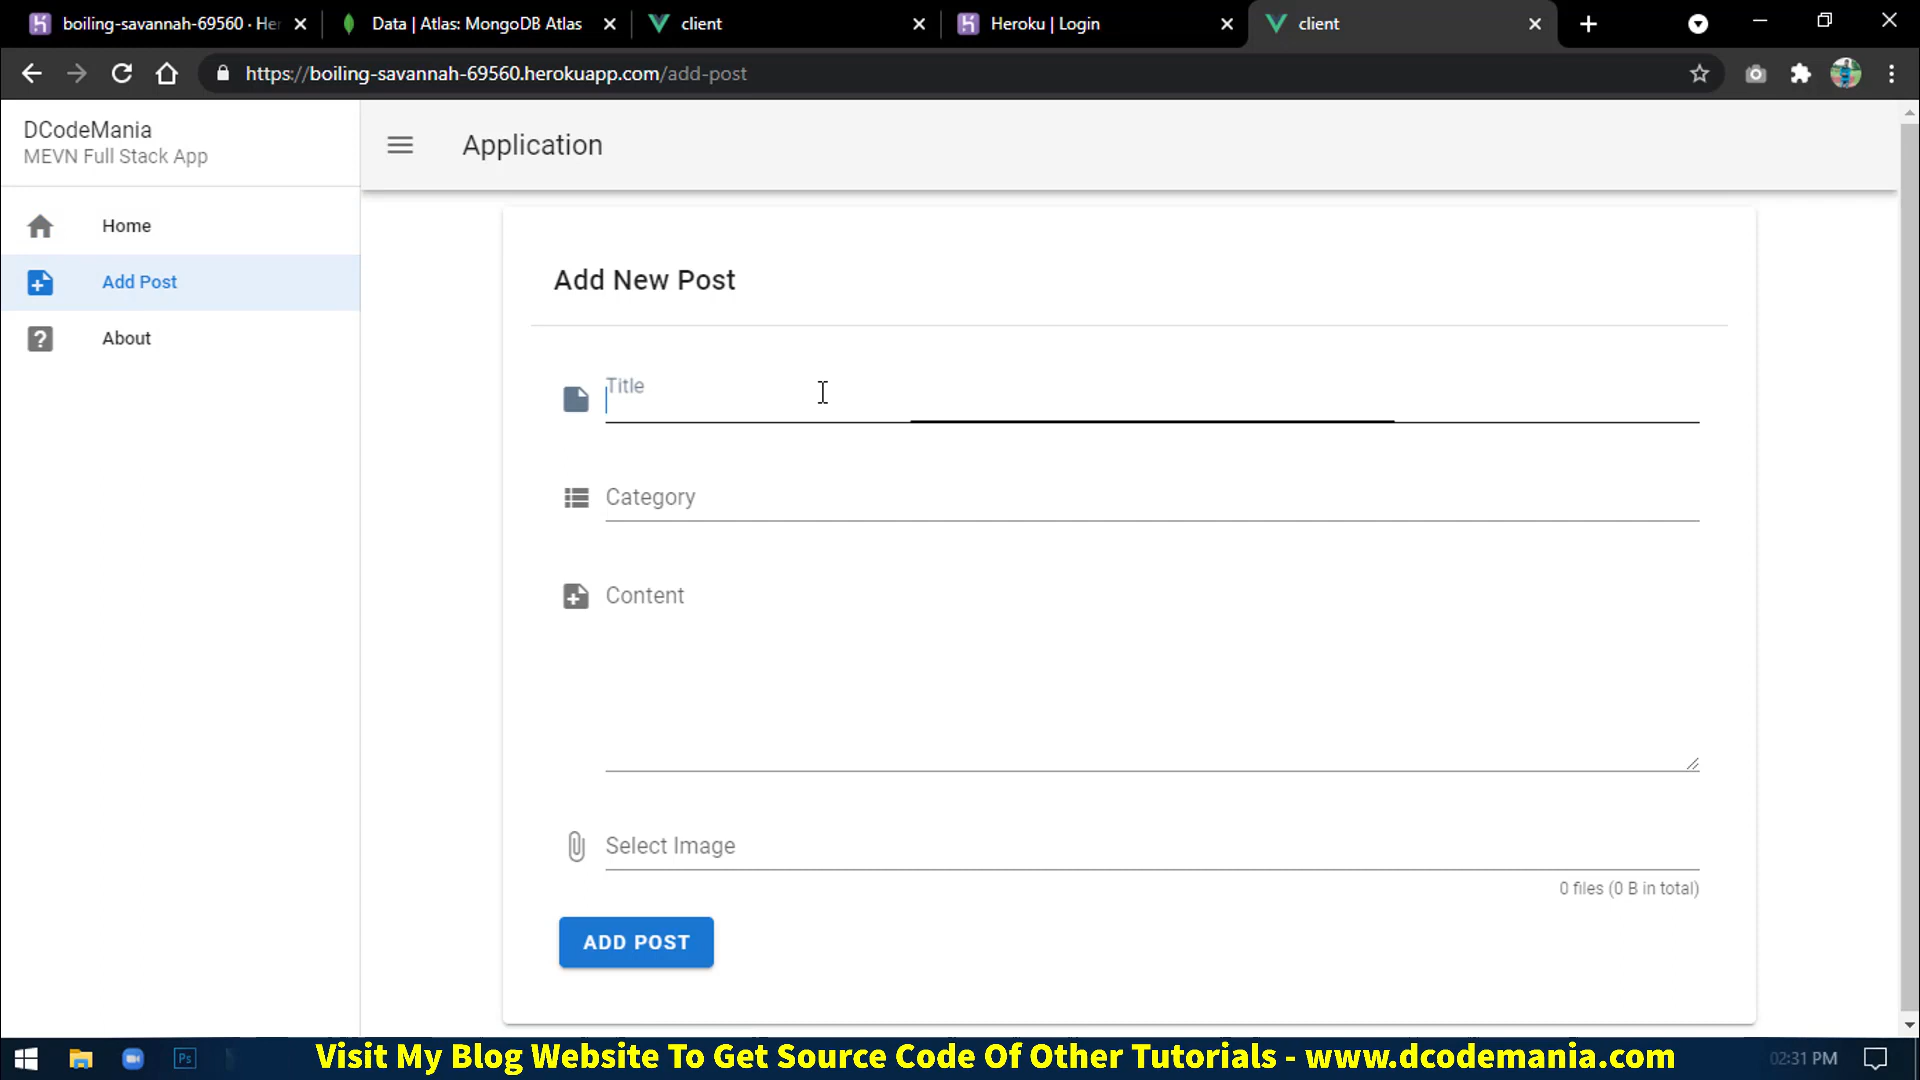 boiling-savannah-69560 · Her
Data | Atlas: MongoDB Atlas
client
Heroku | Login
client
https://boiling-savannah-69560.herokuapp.com/add-post
DCodeMania
MEVN Full Stack App
Application
Home
Add Post
About
Add New Post
Title
Category
Content
Select Image
0 files (0 B in total)
ADD POST
Ps
Visit My Blog Website To Get Source Code Of Other Tutorials - www.dcodemania.com
02:31 PM